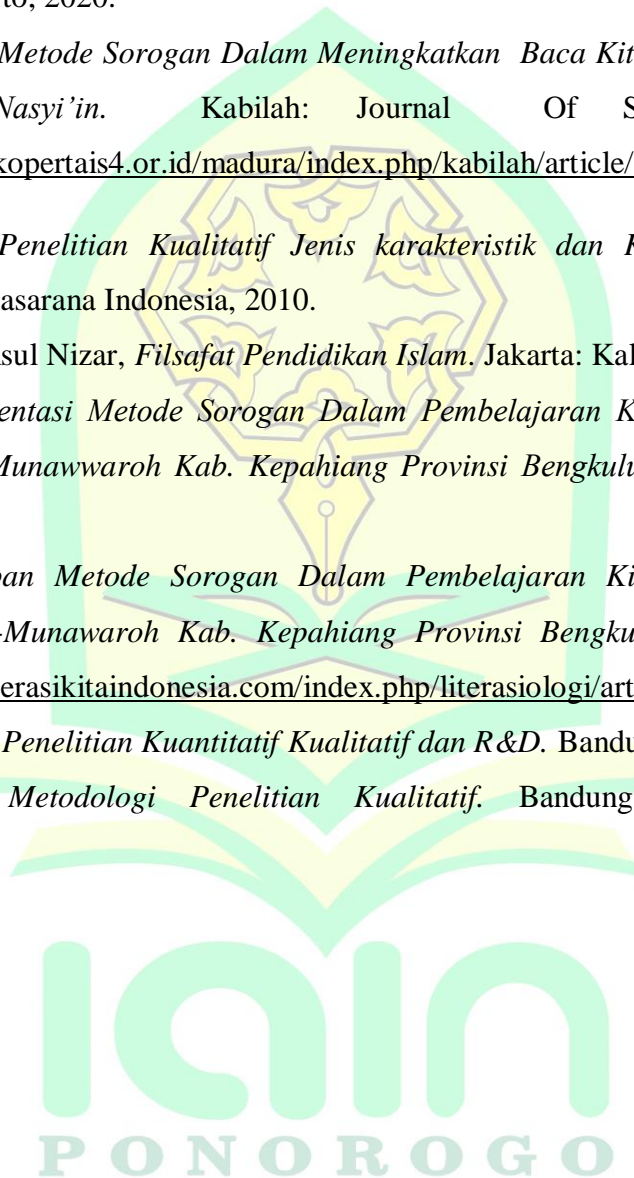 to, 2020.
Metode Sorogan Dalam Meningkatkan Baca Kit
Nasyi’in. Kabilah: Journal Of S
kopertais4.or.id/madura/index.php/kabilah/article/
Penelitian Kualitatif Jenis karakteristik dan K
asarana Indonesia, 2010.
sul Nizar, Filsafat Pendidikan Islam. Jakarta: Kal
entasi Metode Sorogan Dalam Pembelajaran K
Munawwaroh Kab. Kepahiang Provinsi Bengkulu
pan Metode Sorogan Dalam Pembelajaran Ki
-Munawaroh Kab. Kepahiang Provinsi Bengku
erasikitaindonesia.com/index.php/literasiologi/art
Penelitian Kuantitatif Kualitatif dan R&D. Bandu
Metodologi Penelitian Kualitatif. Bandung
iain
PONOROGO